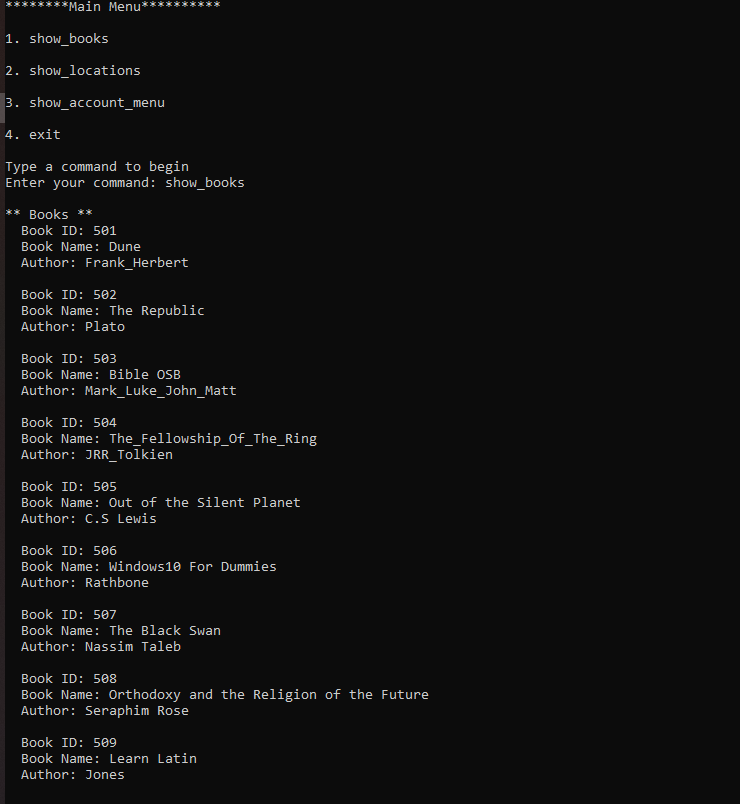 ********Main Menu**********
1. show_books
2. show_locations
3. show_account_menu
4. exit
Type a command to begin
Enter your command: show_books
** Books **
Book ID: 501
Book Name: Dune
Author: Frank_Herbert
Book ID: 502
Book Name: The Republic
Author: Plato
Book ID: 503
Book Name: Bible OSB
Author: Mark_Luke_John_Matt
Book ID: 504
Book Name: The_Fellowship_Of_The_Ring
Author: JRR_Tolkien
Book ID: 505
Book Name: Out of the Silent Planet
Author: C.S Lewis
Book ID: 506
Book Name: Windows10 For Dummies
Author: Rathbone
Book ID: 507
Book Name: The Black Swan
Author: Nassim Taleb
Book ID: 508
Book Name: Orthodoxy and the Religion of the Future
Author: Seraphim Rose
Book ID: 509
Book Name: Learn Latin
Author: Jones